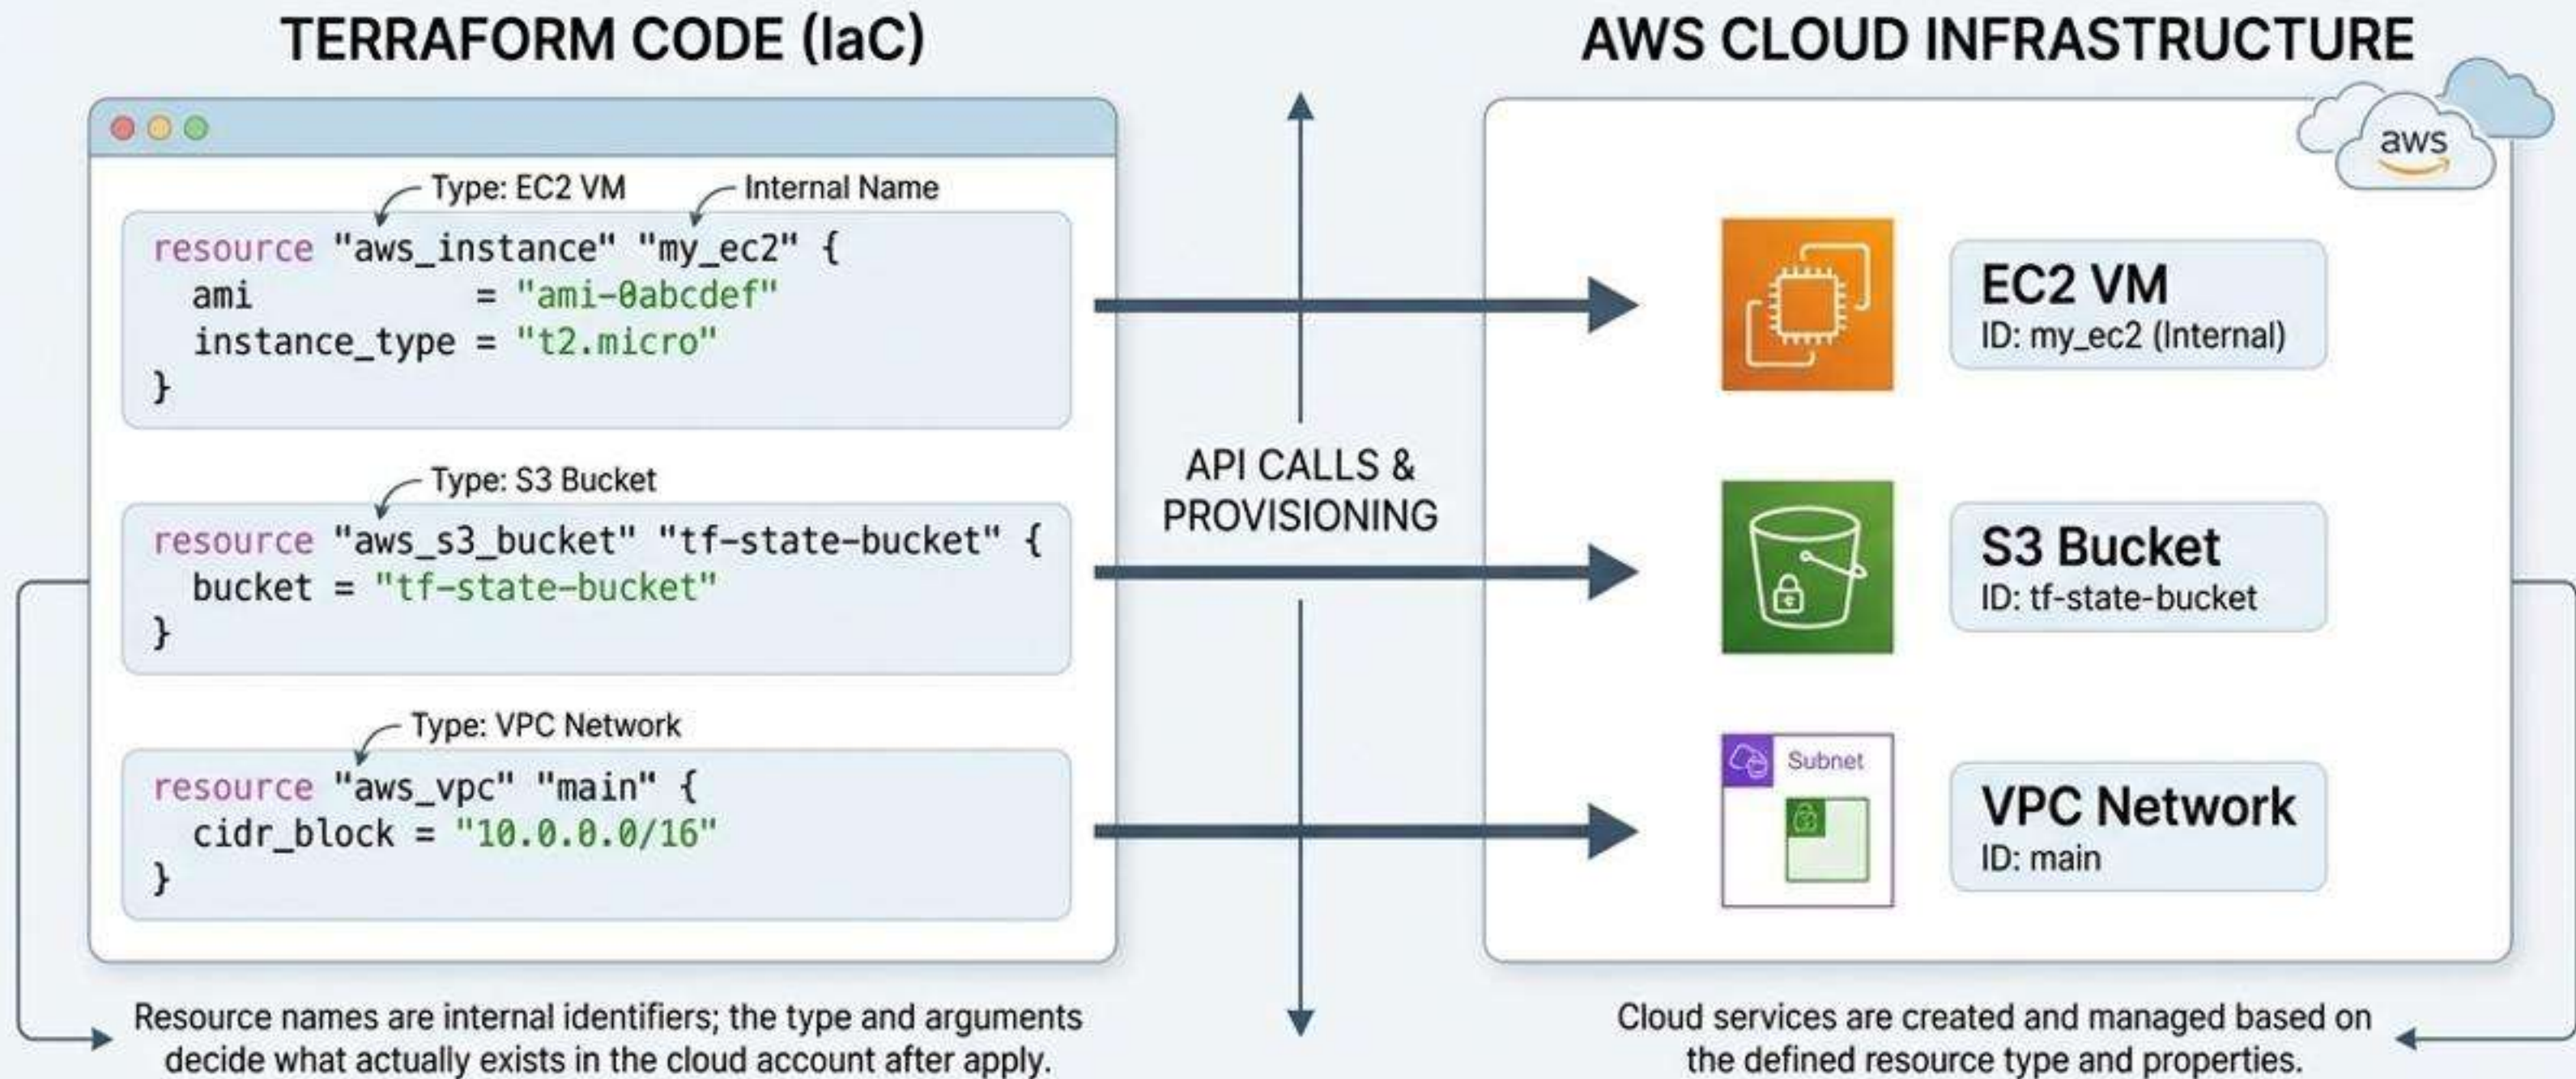 TERRAFORM CODE (IaC)
Type: EC2 VM
Internal Name
resource "aws_instance" "my_ec2" {
  ami           = "ami-0abcdef"
  instance_type = "t2.micro"
}
Type: S3 Bucket
resource "aws_s3_bucket" "tf-state-bucket" {
  bucket = "tf-state-bucket"
}
Type: VPC Network
resource "aws_vpc" "main" {
  cidr_block = "10.0.0.0/16"
}
Resource names are internal identifiers; the type and arguments
decide what actually exists in the cloud account after apply.
API CALLS &
PROVISIONING
AWS CLOUD INFRASTRUCTURE
aws
EC2 VM
ID: my_ec2 (Internal)
S3 Bucket
ID: tf-state-bucket
Subnet
VPC Network
ID: main
Cloud services are created and managed based on
the defined resource type and properties.